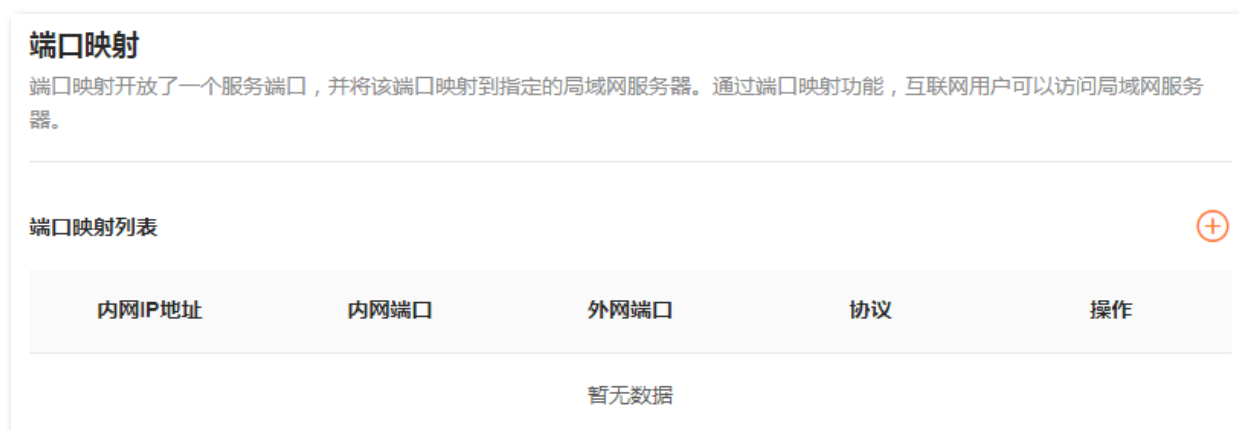 端口映射
端口映射开放了一个服务端口，并将该端口映射到指定的局域网服务器。通过端口映射功能，互联网用户可以访问局域网服务
器。
端口映射列表
内网IP地址 内网端口 外网端口 协议 操作
暂无数据